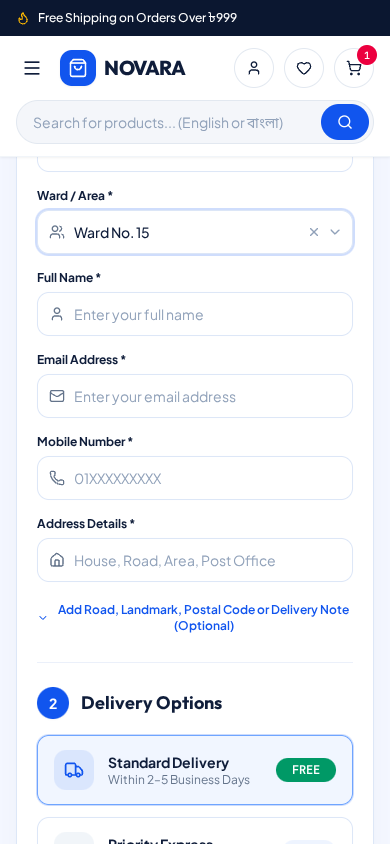 Free Shipping on Orders Over ৳999
NOVARA
1
Search for products... (English or বাংলা)
Ward / Area *
Ward No. 15
Full Name *
Enter your full name
Email Address *
Enter your email address
Mobile Number *
01XXXXXXXXX
Address Details *
House, Road, Area, Post Office
Add Road, Landmark, Postal Code or Delivery Note
(Optional)
2 Delivery Options
Standard Delivery
FREE
Within 2–5 Business Days
Priority Express